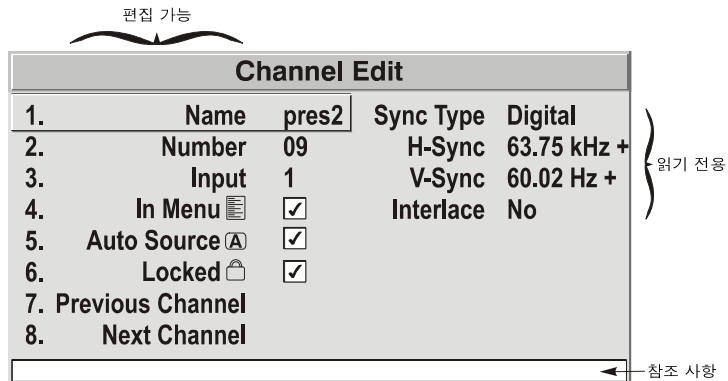 편집 가능
Channel Edit
1. Name pres2 Sync Type Digital
2. Number 09 H-Sync 63.75 kHz +
3. Input 1 V-Sync 60.02 Hz +
읽기 전용
4. In Menu Interlace No
5. Auto Source A
6. Locked
7. Previous Channel
8. Next Channel
참조 사항